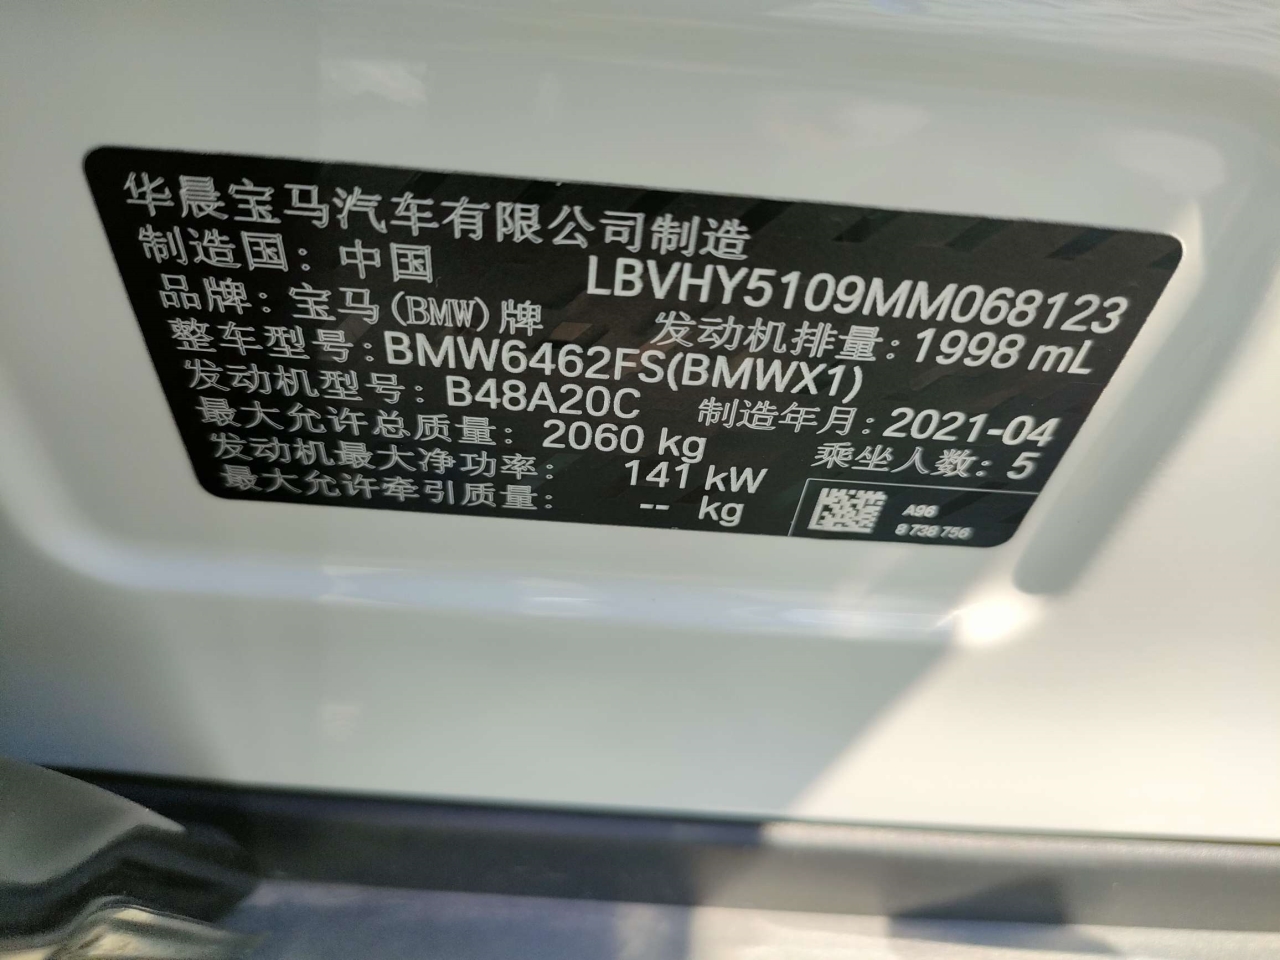 华晨宝马汽车有限公司制造
制造国：中国
LBVHY5109MM068123
品牌：宝马(BMW)牌
发动机排量：1998 mL
整车型号：BMW6462FS(BMWX1)
发动机型号：B48A20C
制造年月：2021-04
最大允许总质量：2060 kg
乘坐人数：5
发动机最大净功率：141 kW
最大允许牵引质量：-- kg
A96
8 738 756